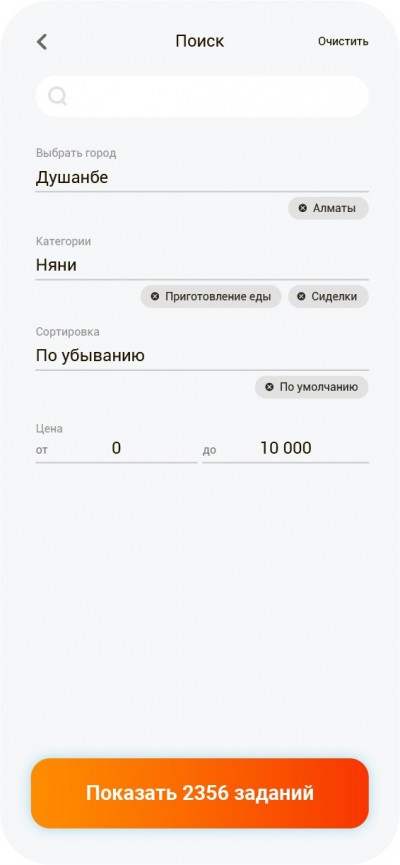 Поиск Очистить
Выбрать город
Душанбе
Алматы
Категории
Няни
Приготовление еды Сиделки
Сортировка
По убыванию
По умолчанию
Цена
от 0 до 10 000
Показать 2356 заданий